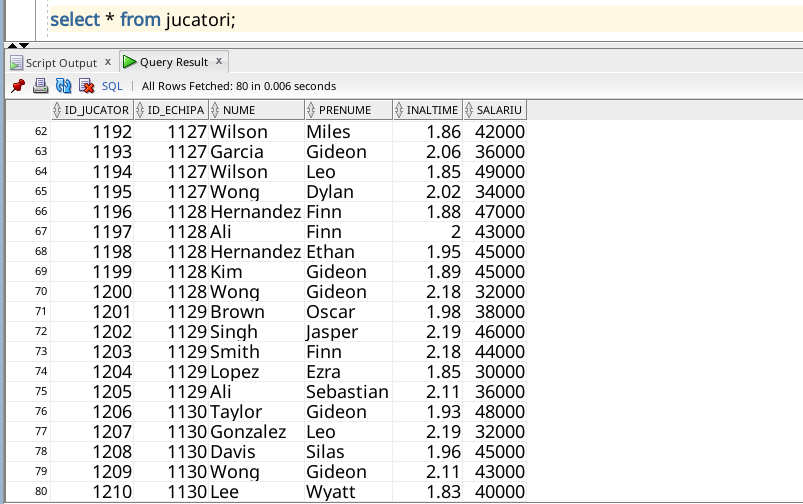 select * from jucatori;
Script Output x Query Result x
SQL | All Rows Fetched: 80 in 0.006 seconds
ID_JUCATOR ID_ECHIPA NUME PRENUME INALTIME SALARIU
62 1192 1127 Wilson Miles 1.86 42000
63 1193 1127 Garcia Gideon 2.06 36000
64 1194 1127 Wilson Leo 1.85 49000
65 1195 1127 Wong Dylan 2.02 34000
66 1196 1128 Hernandez Finn 1.88 47000
67 1197 1128 Ali Finn 2 43000
68 1198 1128 Hernandez Ethan 1.95 45000
69 1199 1128 Kim Gideon 1.89 45000
70 1200 1128 Wong Gideon 2.18 32000
71 1201 1129 Brown Oscar 1.98 38000
72 1202 1129 Singh Jasper 2.19 46000
73 1203 1129 Smith Finn 2.18 44000
74 1204 1129 Lopez Ezra 1.85 30000
75 1205 1129 Ali Sebastian 2.11 36000
76 1206 1130 Taylor Gideon 1.93 48000
77 1207 1130 Gonzalez Leo 2.19 32000
78 1208 1130 Davis Silas 1.96 45000
79 1209 1130 Wong Gideon 2.11 43000
80 1210 1130 Lee Wyatt 1.83 40000